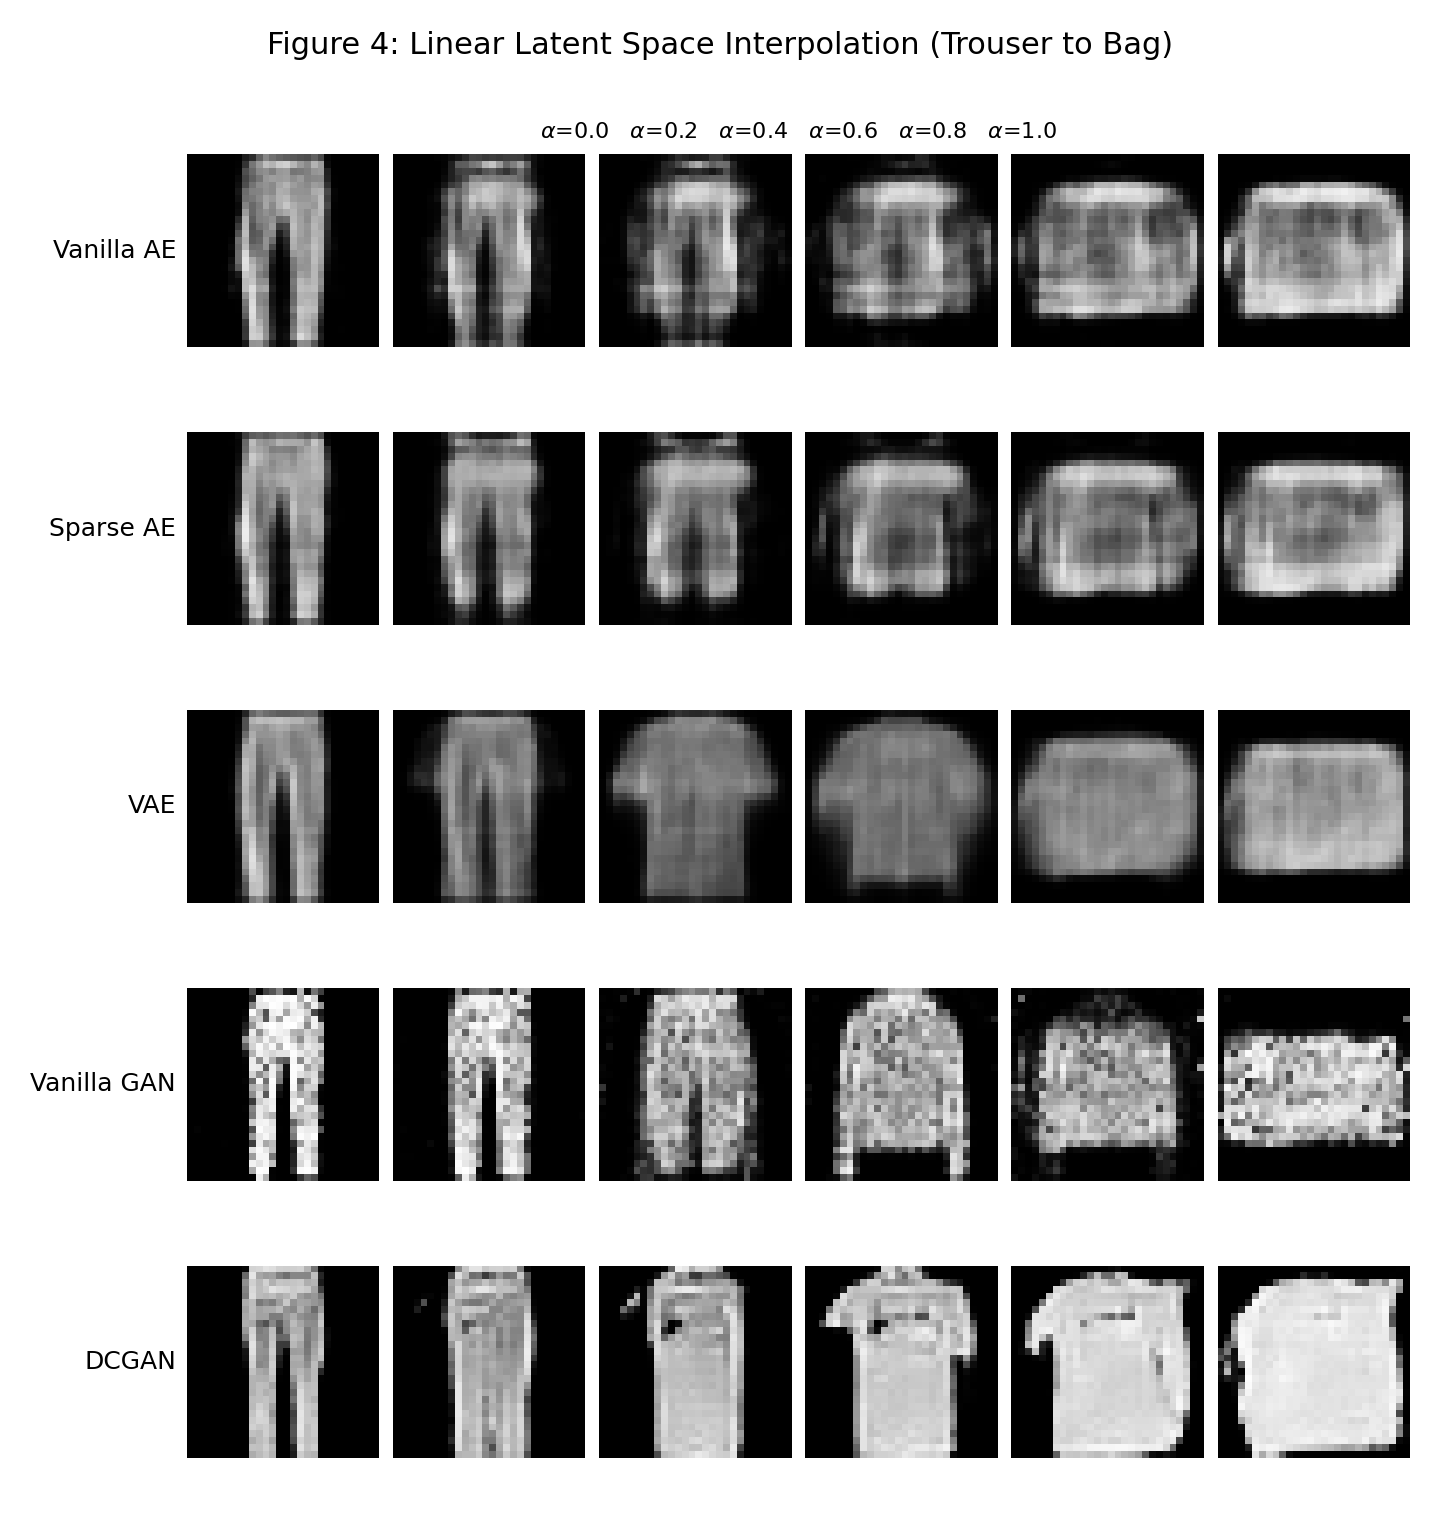 Figure 4: Linear Latent Space Interpolation (Trouser to Bag)
α=0.0 α=0.2 α=0.4 α=0.6 α=0.8 α=1.0
Vanilla AE
Sparse AE
VAE
Vanilla GAN
DCGAN